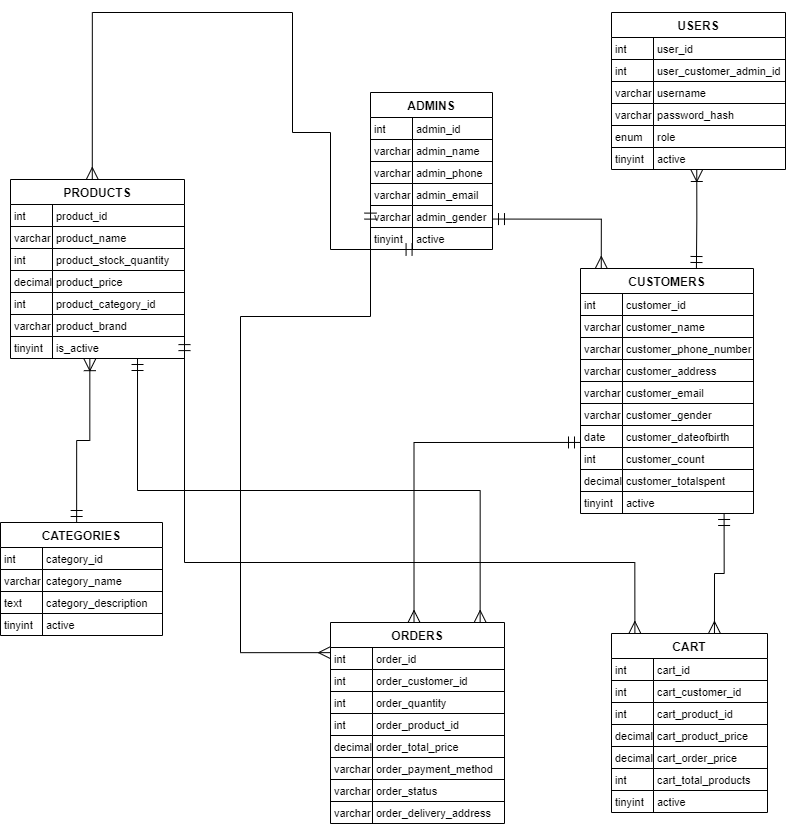 USERS
int user_id
int user_customer_admin_id
varchar username
varchar password_hash
enum role
tinyint active
ADMINS
int admin_id
varchar admin_name
varchar admin_phone
varchar admin_email
varchar admin_gender
tinyint active
PRODUCTS
int product_id
varchar product_name
int product_stock_quantity
decimal product_price
int product_category_id
varchar product_brand
tinyint is_active
CUSTOMERS
int customer_id
varchar customer_name
varchar customer_phone_number
varchar customer_address
varchar customer_email
varchar customer_gender
date customer_dateofbirth
int customer_count
decimal customer_totalspent
tinyint active
CATEGORIES
int category_id
varchar category_name
text category_description
tinyint active
ORDERS
int order_id
int order_customer_id
int order_quantity
int order_product_id
decimal order_total_price
varchar order_payment_method
varchar order_status
varchar order_delivery_address
CART
int cart_id
int cart_customer_id
int cart_product_id
decimal cart_product_price
decimal cart_order_price
int cart_total_products
tinyint active